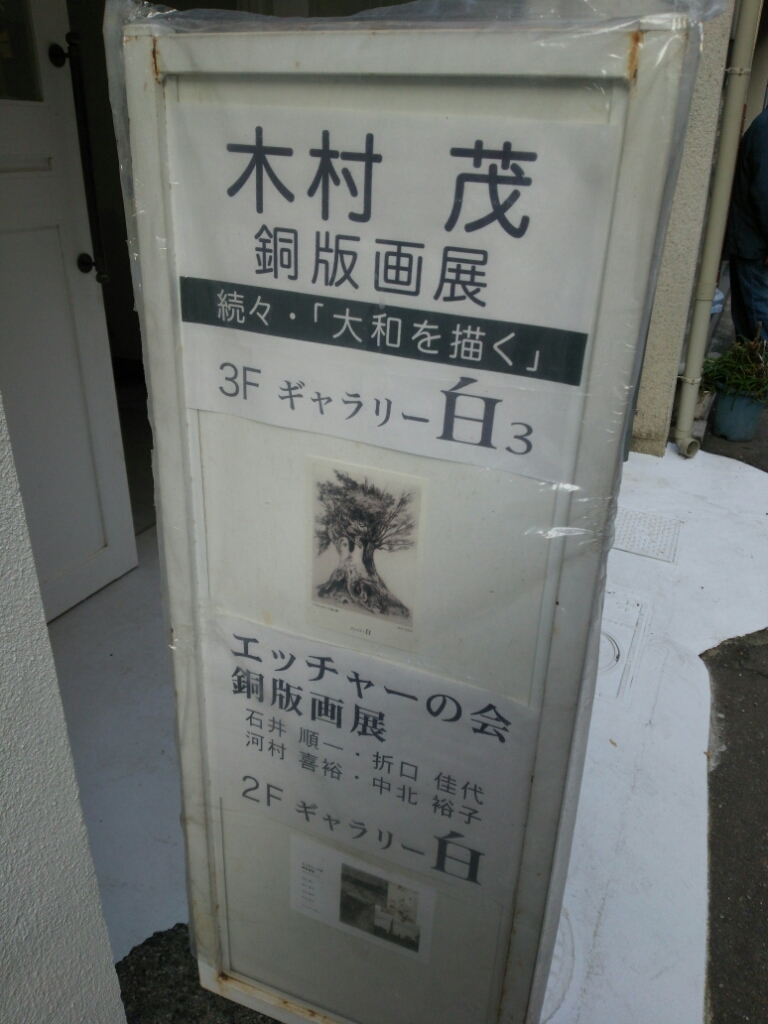 木村 茂
銅版画展
続々・「大和を描く」
3F ギャラリー白3
エッチャーの会
銅版画展
石井 順一・折口 佳代
河村 喜裕・中北 裕子
2F ギャラリー白